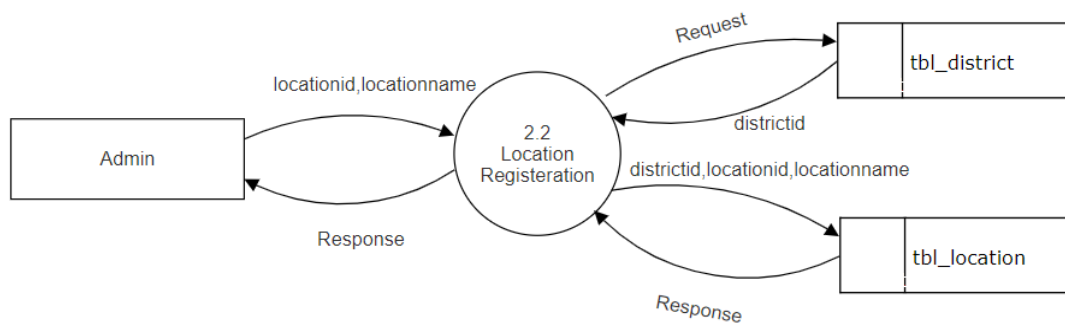 Request
tbl_district
locationid,locationname
districtid
2.2
Location
Registeration
Admin
districtid,locationid,locationname
Response
tbl_location
Response